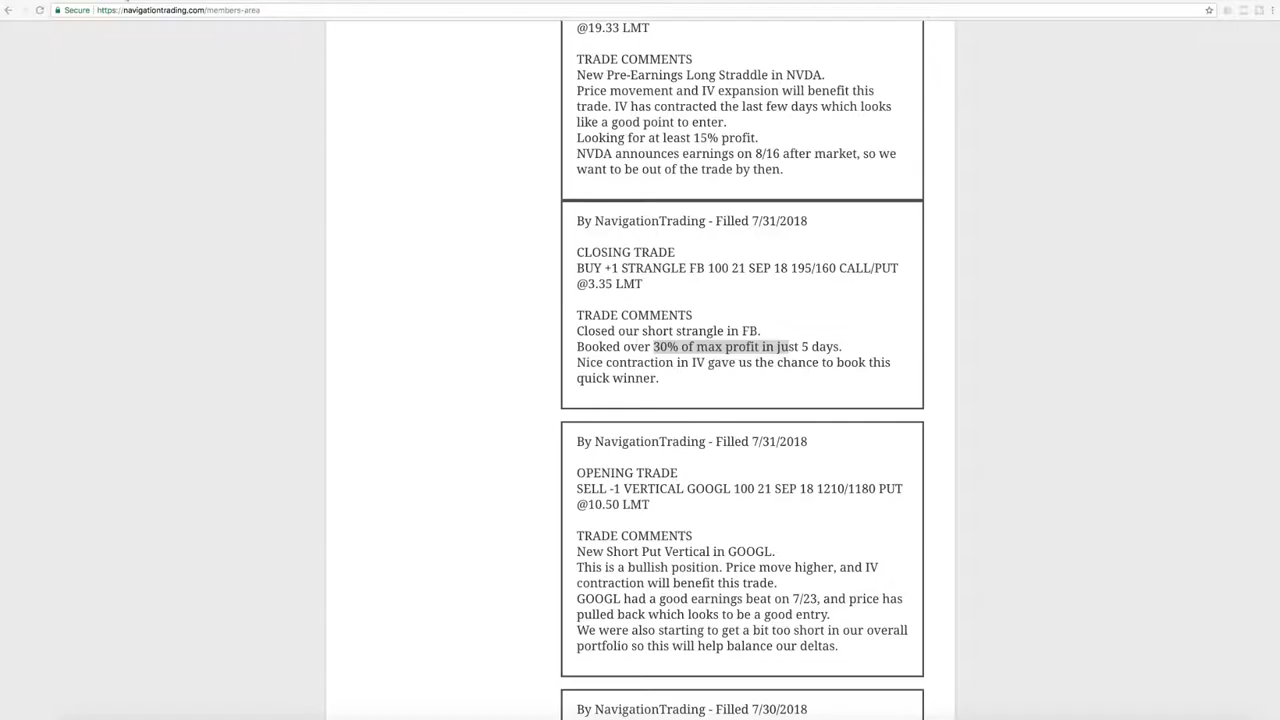 Secure
https://navigationtrading.com/members-area
@19.33 LMT
TRADE COMMENTS
New Pre-Earnings Long Straddle in NVDA.
Price movement and IV expansion will benefit this
trade. IV has contracted the last few days which looks
like a good point to enter.
Looking for at least 15% profit.
NVDA announces earnings on 8/16 after market, so we
want to be out of the trade by then.
By NavigationTrading - Filled 7/31/2018
CLOSING TRADE
BUY +1 STRANGLE FB 100 21 SEP 18 195/160 CALL/PUT
@3.35 LMT
TRADE COMMENTS
Closed our short strangle in FB.
Booked over 30% of max profit in just 5 days.
Nice contraction in IV gave us the chance to book this
quick winner.
By NavigationTrading - Filled 7/31/2018
OPENING TRADE
SELL -1 VERTICAL GOOGL 100 21 SEP 18 1210/1180 PUT
@10.50 LMT
TRADE COMMENTS
New Short Put Vertical in GOOGL.
This is a bullish position. Price move higher, and IV
contraction will benefit this trade.
GOOGL had a good earnings beat on 7/23, and price has
pulled back which looks to be a good entry.
We were also starting to get a bit too short in our overall
portfolio so this will help balance our deltas.
By NavigationTrading - Filled 7/30/2018